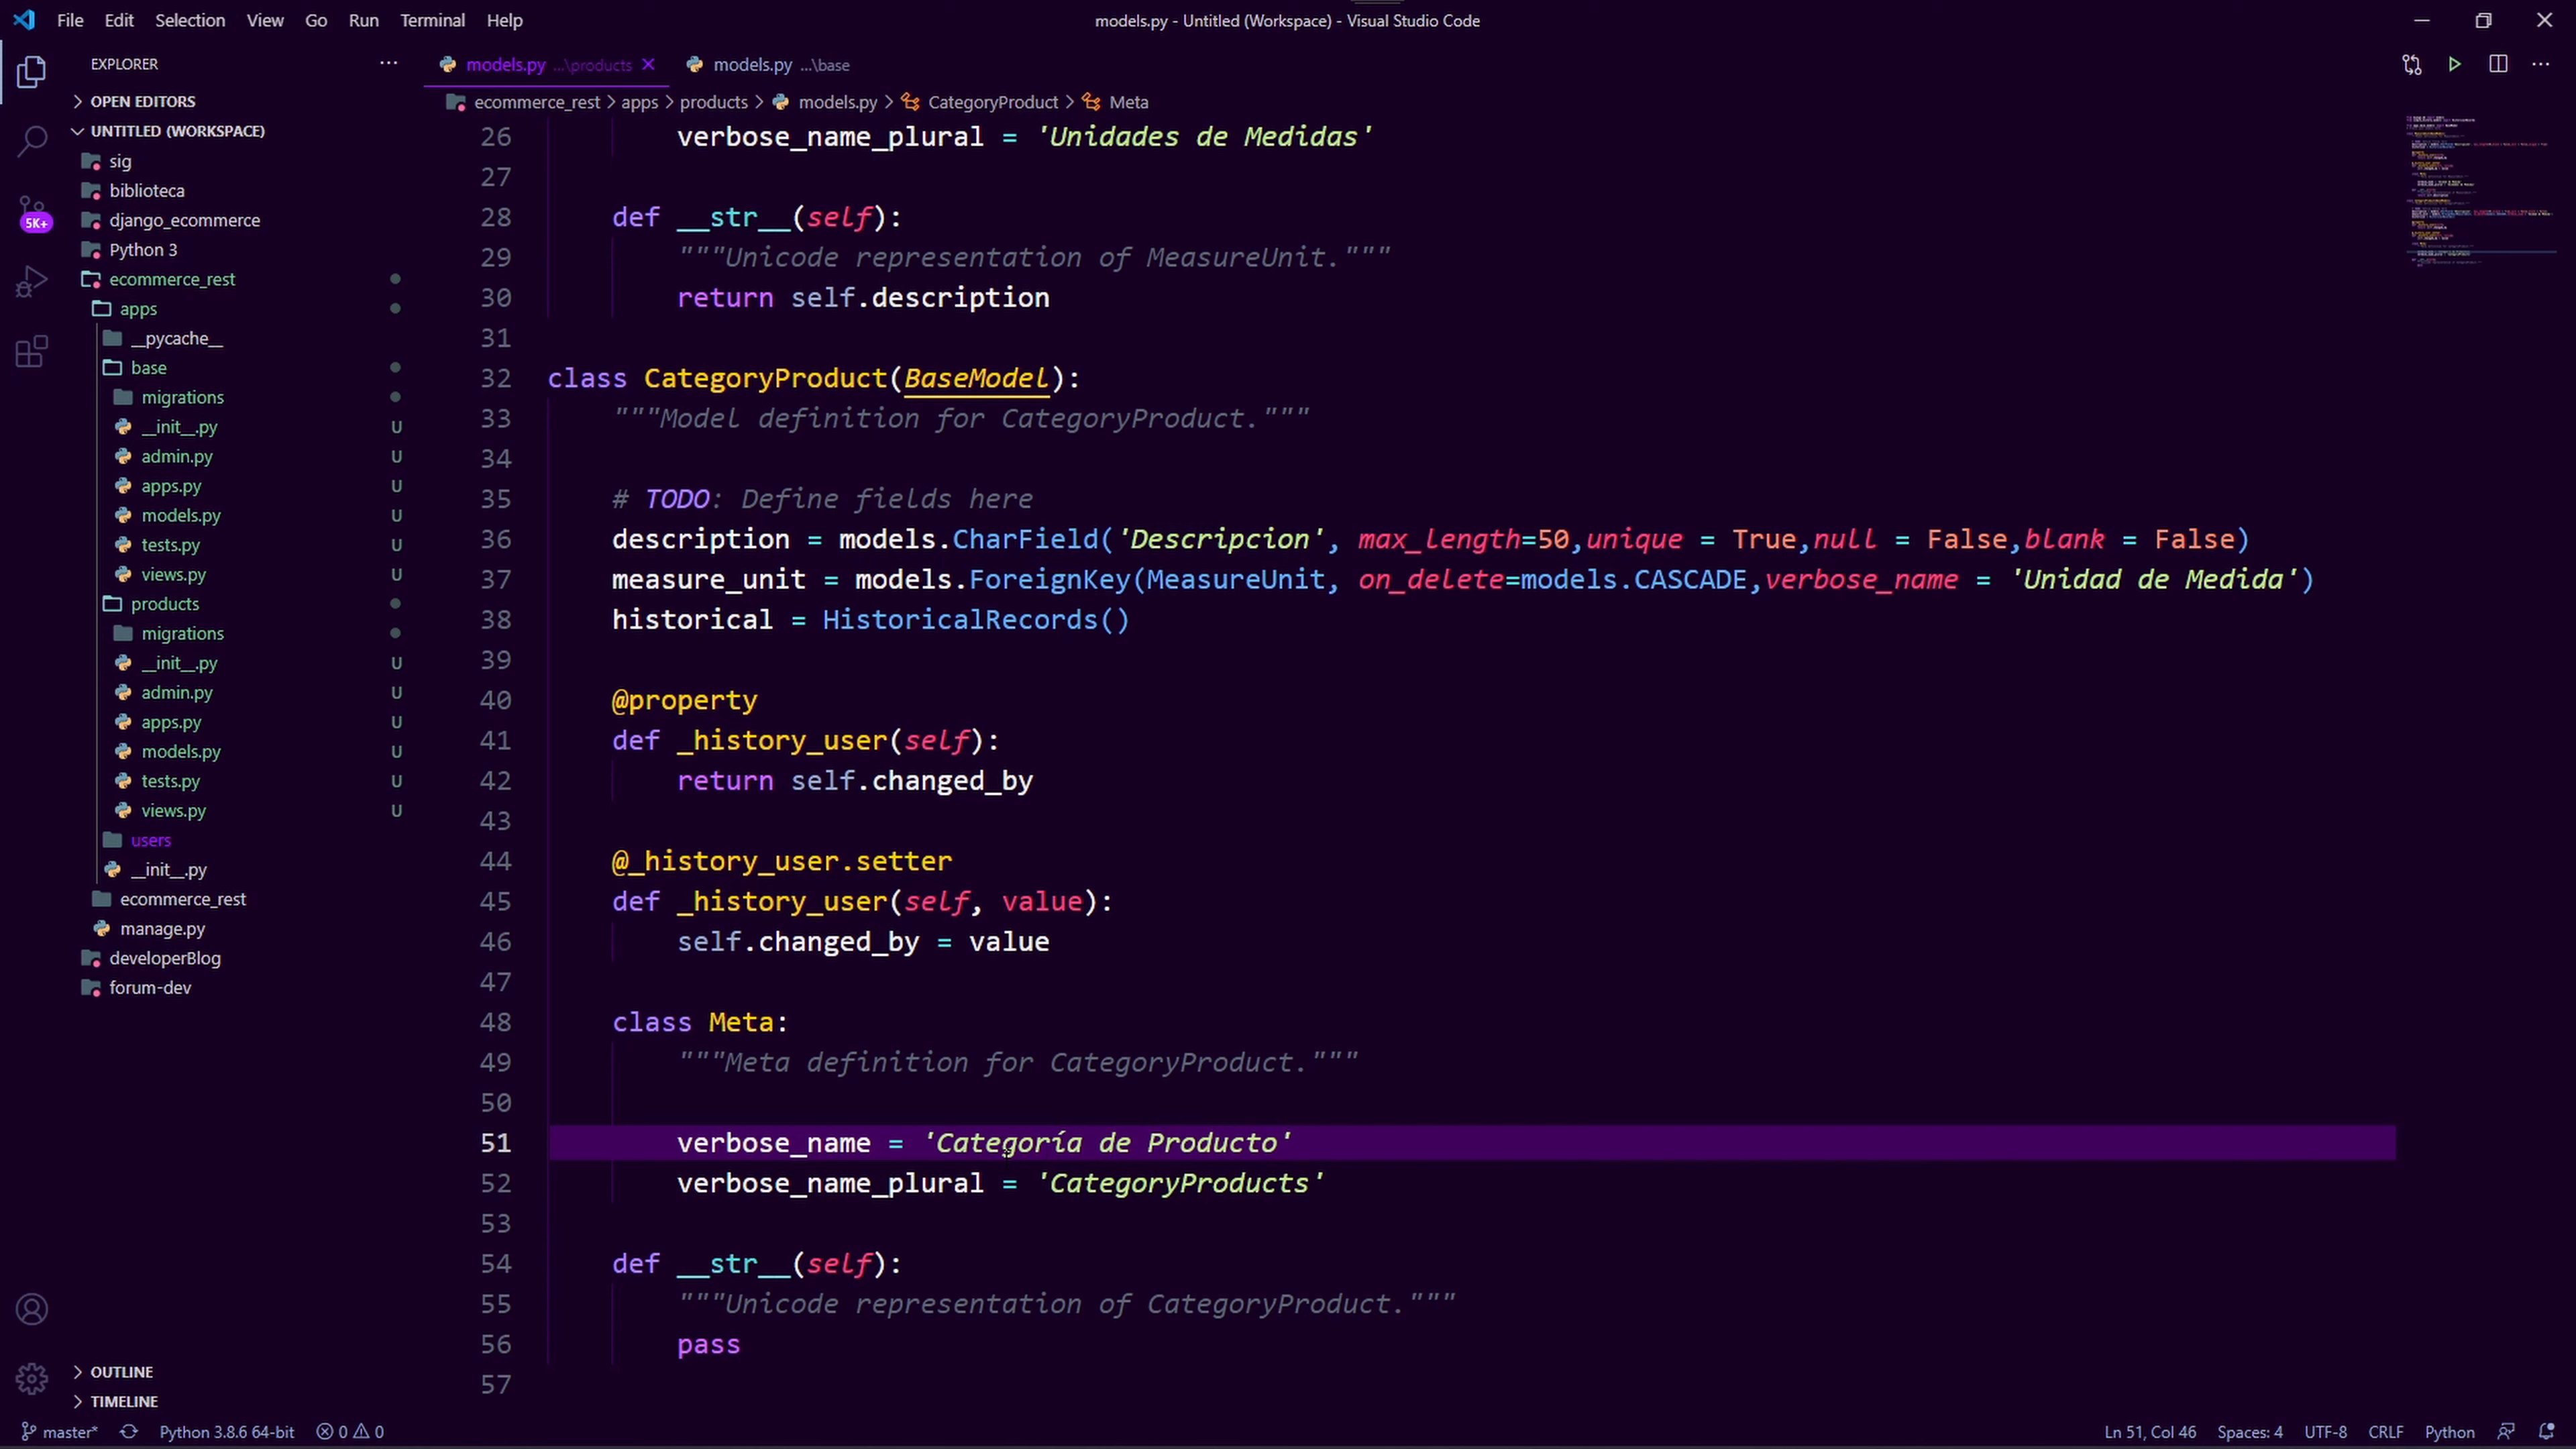 File Edit Selection View Go Run Terminal Help
models.py - Untitled (Workspace) - Visual Studio Code
EXPLORER
OPEN EDITORS
UNTITLED (WORKSPACE)
sig
biblioteca
5K+
django_ecommerce
Python 3
ecommerce_rest
apps
__pycache__
base
migrations
__init__.py U
admin.py U
apps.py U
models.py U
tests.py U
views.py U
products
migrations
__init__.py U
admin.py U
apps.py U
models.py U
tests.py U
views.py U
users
__init__.py
ecommerce_rest
manage.py
developerBlog
forum-dev
OUTLINE
TIMELINE
models.py ...\products models.py ...\base
ecommerce_rest > apps > products > models.py > CategoryProduct > Meta
26 verbose_name_plural = 'Unidades de Medidas'
27
28 def __str__(self):
29 """Unicode representation of MeasureUnit."""
30 return self.description
31
32 class CategoryProduct(BaseModel):
33 """Model definition for CategoryProduct."""
34
35 # TODO: Define fields here
36 description = models.CharField('Descripcion', max_length=50,unique = True,null = False,blank = False)
37 measure_unit = models.ForeignKey(MeasureUnit, on_delete=models.CASCADE,verbose_name = 'Unidad de Medida')
38 historical = HistoricalRecords()
39
40 @property
41 def _history_user(self):
42 return self.changed_by
43
44 @_history_user.setter
45 def _history_user(self, value):
46 self.changed_by = value
47
48 class Meta:
49 """Meta definition for CategoryProduct."""
50
51 verbose_name = 'Categoría de Producto'
52 verbose_name_plural = 'CategoryProducts'
53
54 def __str__(self):
55 """Unicode representation of CategoryProduct."""
56 pass
57
master* Python 3.8.6 64-bit 0 0 Ln 51, Col 46 Spaces: 4 UTF-8 CRLF Python